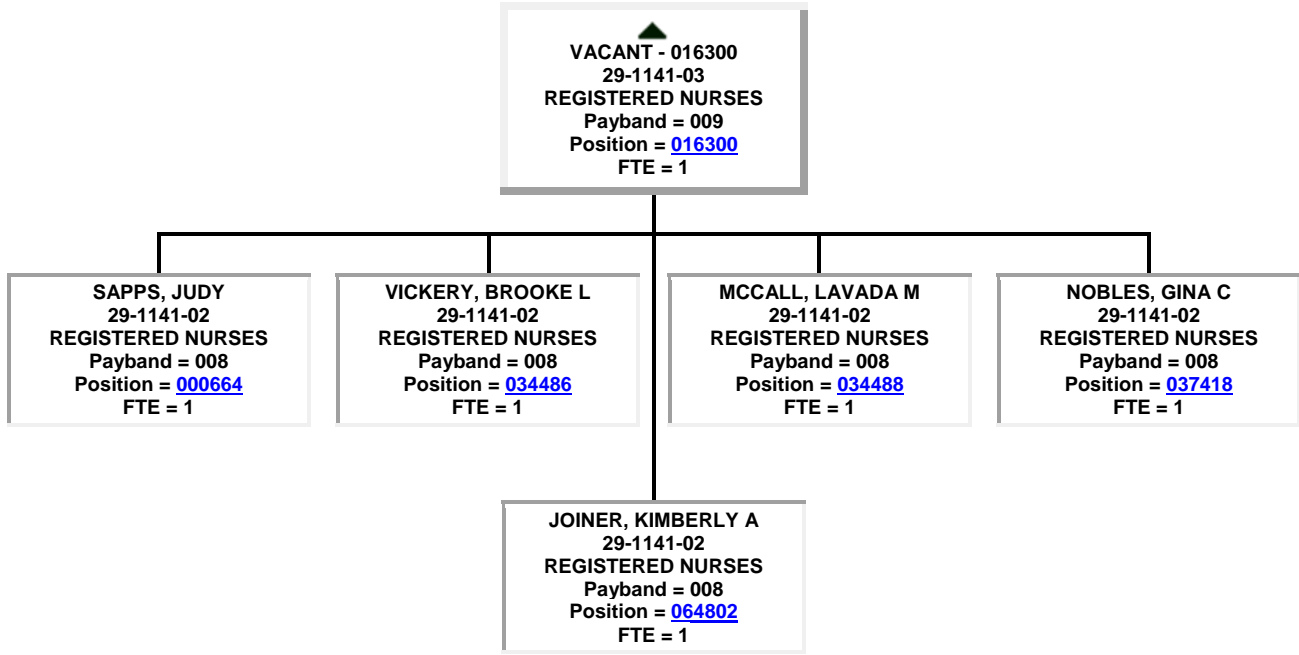 VACANT - 016300
29-1141-03
REGISTERED NURSES
Payband = 009
Position = 016300
FTE = 1
SAPPS, JUDY
29-1141-02
REGISTERED NURSES
Payband = 008
Position = 000664
FTE = 1
VICKERY, BROOKE L
29-1141-02
REGISTERED NURSES
Payband = 008
Position = 034486
FTE = 1
MCCALL, LAVADA M
29-1141-02
REGISTERED NURSES
Payband = 008
Position = 034488
FTE = 1
NOBLES, GINA C
29-1141-02
REGISTERED NURSES
Payband = 008
Position = 037418
FTE = 1
JOINER, KIMBERLY A
29-1141-02
REGISTERED NURSES
Payband = 008
Position = 064802
FTE = 1